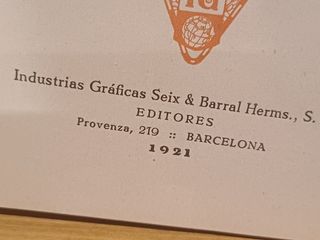 Industrias Gráficas Seix & Barral Herms., S.
EDITORES
Provenza, 219 :: BARCELONA
1921